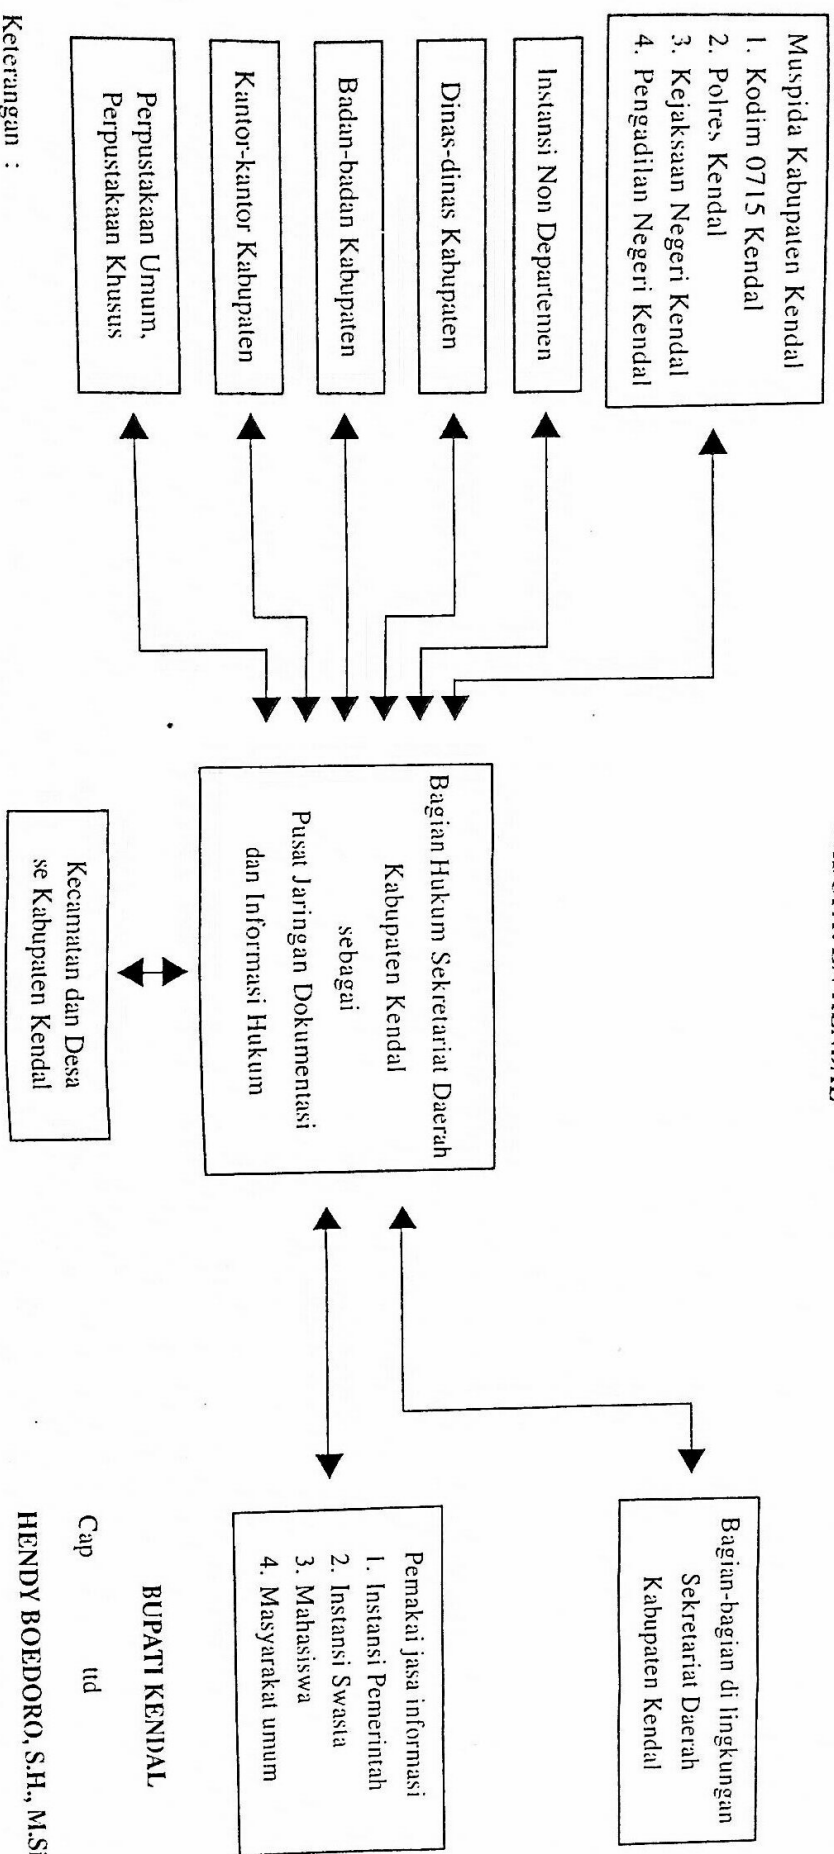 Muspida Kabupaten Kendal
1. Kodim 0715 Kendal
2. Polres Kendal
3. Kejaksaan Negeri Kendal
4. Pengadilan Negeri Kendal
Instansi Non Departemen
Dinas-dinas Kabupaten
Badan-badan Kabupaten
Kantor-kantor Kabupaten
Perpustakaan Umum,
Perpustakaan Khusus
Keterangan :
Bagian Hukum Sekretariat Daerah
Kabupaten Kendal
sebagai
Pusat Jaringan Dokumentasi
dan Informasi Hukum
Kecamatan dan Desa
se Kabupaten Kendal
Bagian-bagian di lingkungan
Sekretariat Daerah
Kabupaten Kendal
Pemakai jasa informasi
1. Instansi Pemerintah
2. Instansi Swasta
3. Mahasiswa
4. Masyarakat umum
BUPATI KENDAL
Cap ttd
HENDY BOEDORO, S.H., M.Si